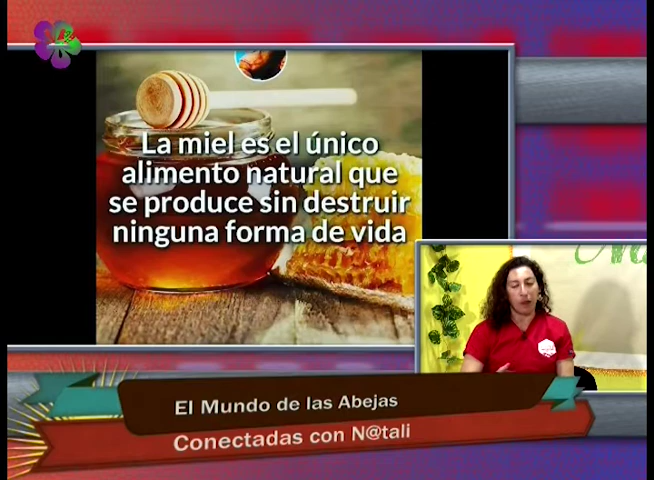 La miel es el único
alimento natural que
se produce sin destruir
ninguna forma de vida
El Mundo de las Abejas
Conectadas con N@tali